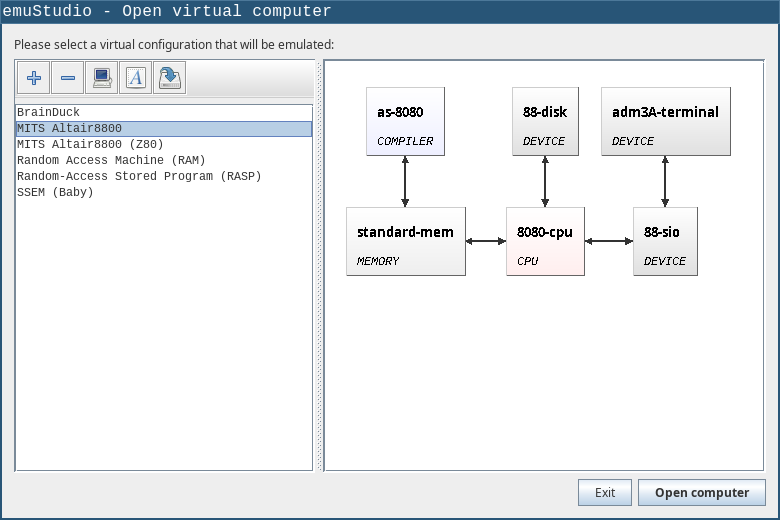 emuStudio - Open virtual computer
Please select a virtual configuration that will be emulated:
A
BrainDuck
MITS Altair8800
MITS Altair8800 (Z80)
Random Access Machine (RAM)
Random-Access Stored Program (RASP)
SSEM (Baby)
as-8080
COMPILER
88-disk
DEVICE
adm3A-terminal
DEVICE
standard-mem
MEMORY
8080-cpu
CPU
88-sio
DEVICE
Exit
Open computer